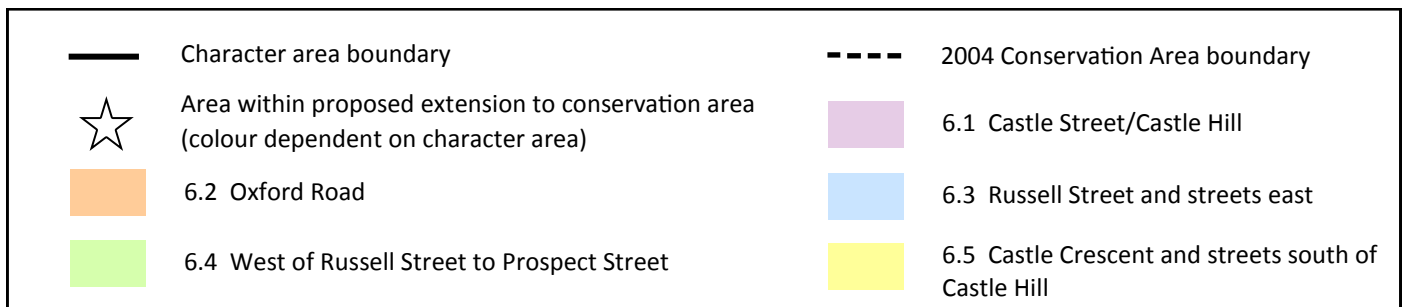 Character area boundary
Area within proposed extension to conservation area
(colour dependent on character area)
6.2 Oxford Road
6.4 West of Russell Street to Prospect Street
2004 Conservation Area boundary
6.1 Castle Street/Castle Hill
6.3 Russell Street and streets east
6.5 Castle Crescent and streets south of
Castle Hill